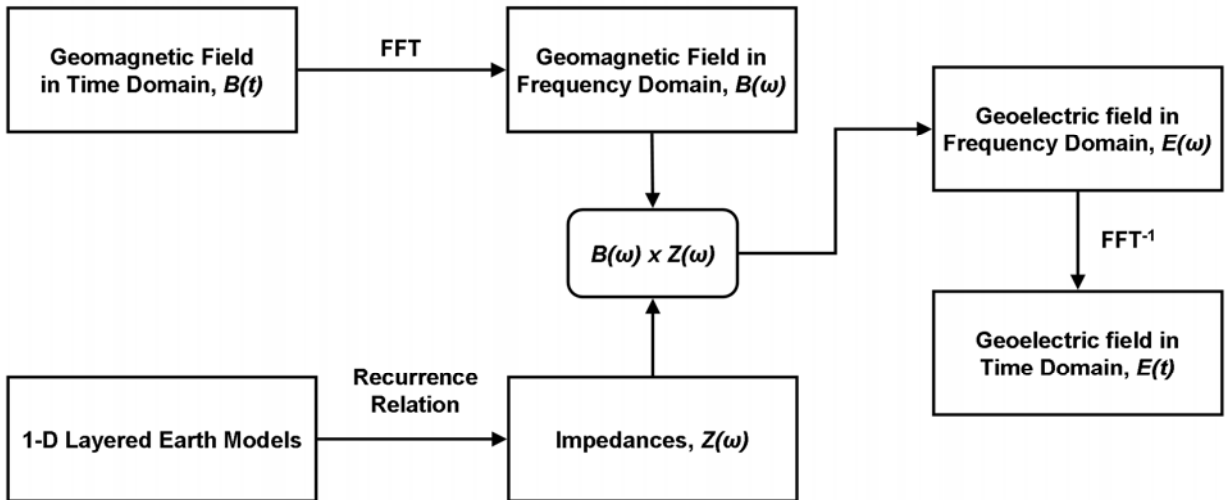 Geomagnetic Field
in Time Domain, B(t)
FFT
Geomagnetic Field in
Frequency Domain, B(ω)
Geoelectric field in
Frequency Domain, E(ω)
B(ω) x Z(ω)
FFT-1
Geoelectric field in
Time Domain, E(t)
1-D Layered Earth Models
Recurrence
Relation
Impedances, Z(ω)